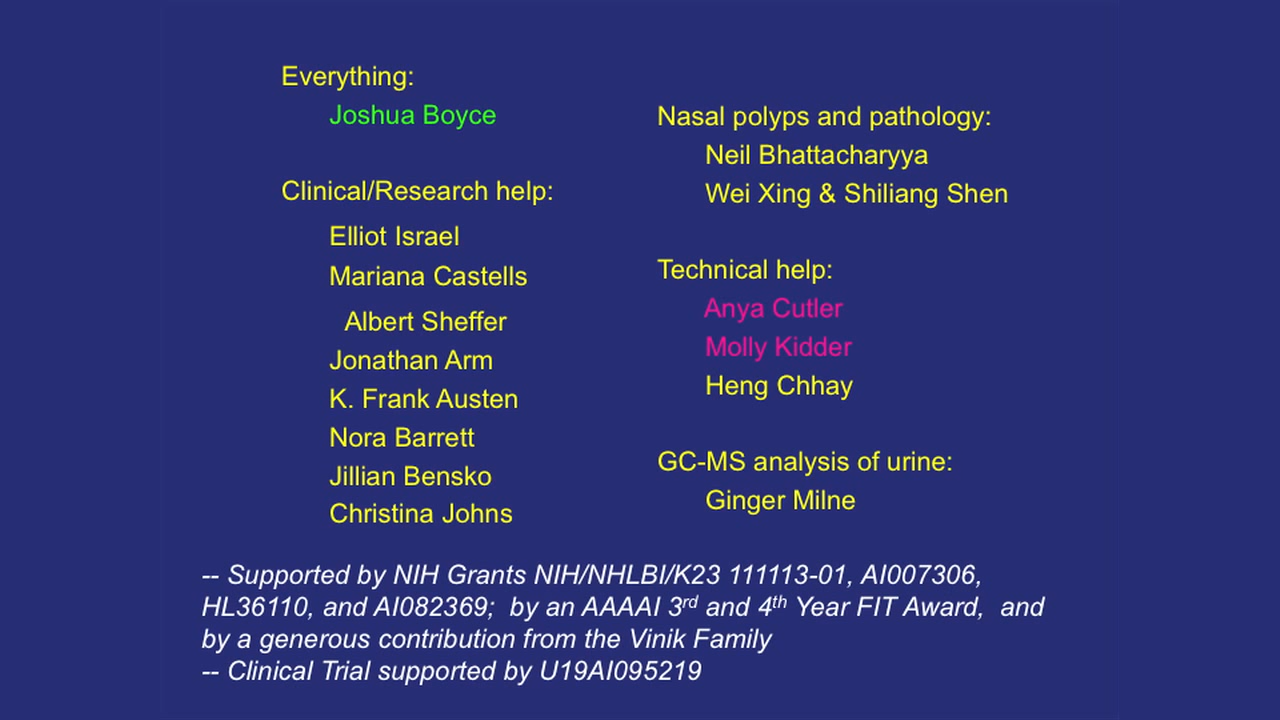 Everything:
Joshua Boyce
Clinical/Research help:
Elliot Israel
Mariana Castells
Albert Sheffer
Jonathan Arm
K. Frank Austen
Nora Barrett
Jillian Bensko
Christina Johns
Nasal polyps and pathology:
Neil Bhattacharyya
Wei Xing & Shiliang Shen
Technical help:
Anya Cutler
Molly Kidder
Heng Chhay
GC-MS analysis of urine:
Ginger Milne
-- Supported by NIH Grants NIH/NHLBI/K23 111113-01, AI007306,
HL36110, and AI082369; by an AAAAI 3rd and 4th Year FIT Award, and
by a generous contribution from the Vinik Family
-- Clinical Trial supported by U19AI095219